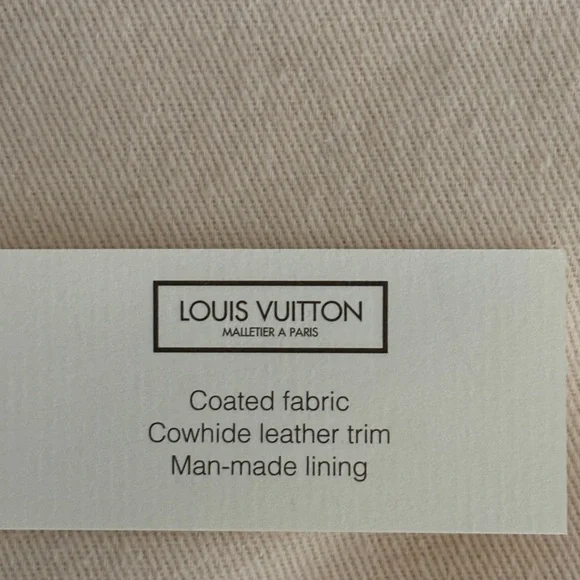 LOUIS VUITTON
MALLETIER A PARIS
Coated fabric
Cowhide leather trim
Man-made lining